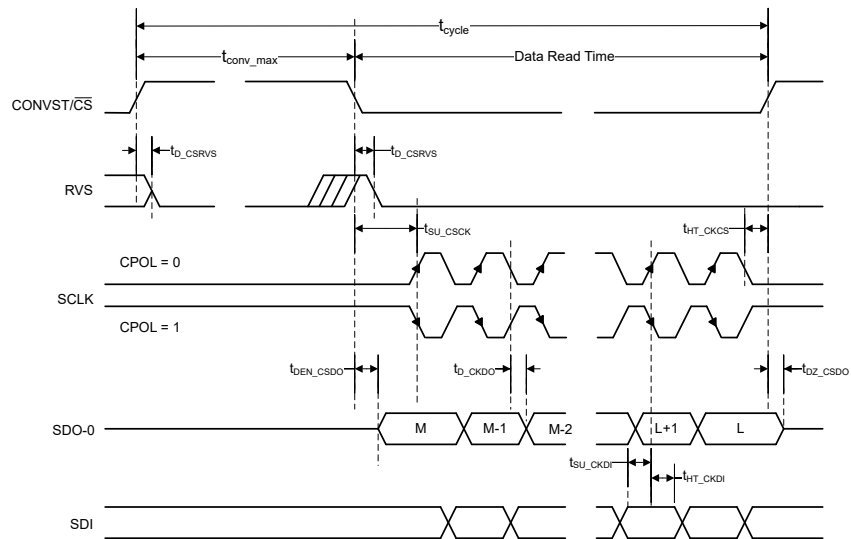 tcycle
tconv_max
Data Read Time
CONVST/CS
tD_CSRVS
tD_CSRVS
RVS
tSU_CSCK
tHT_CKCS
CPOL = 0
SCLK
CPOL = 1
tDEN_CSDO
tD_CKDO
tDZ_CSDO
SDO-0
M
M-1
M-2
L+1
L
tSU_CKDI
tHT_CKDI
SDI